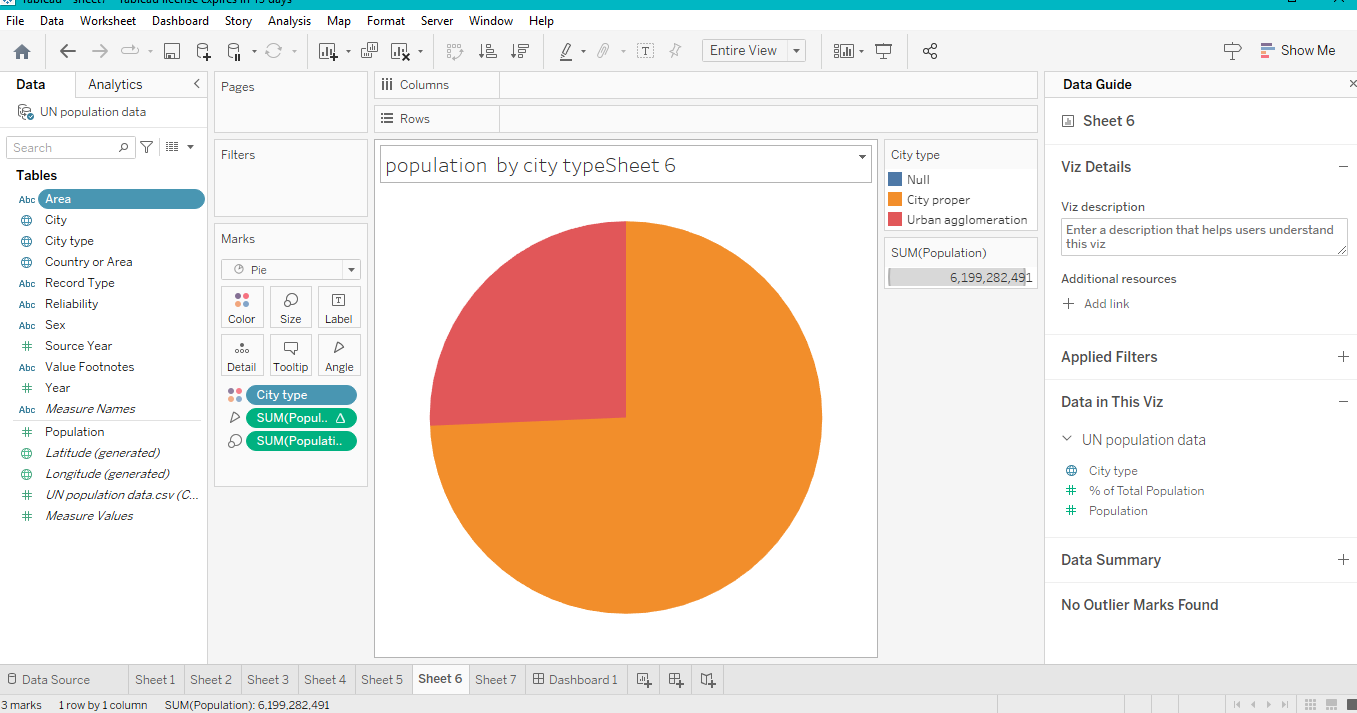 Tableau - sheet7 - Tableau license expires in 13 days
File Data Worksheet Dashboard Story Analysis Map Format Server Window Help
Entire View
Show Me
Data Analytics
UN population data
Search
Tables
Abc Area
City
City type
Country or Area
Abc Record Type
Abc Reliability
Abc Sex
Source Year
Abc Value Footnotes
Year
Abc Measure Names
Population
Latitude (generated)
Longitude (generated)
UN population data.csv (C...
Measure Values
Pages
Filters
Marks
Pie
Color Size Label
Detail Tooltip Angle
City type
SUM(Popul.. Δ
SUM(Populati..
Columns
Rows
population by city typeSheet 6
City type
Null
City proper
Urban agglomeration
SUM(Population)
6,199,282,491
Data Guide
Sheet 6
Viz Details
Viz description
Enter a description that helps users understand
this viz
Additional resources
Add link
Applied Filters
Data in This Viz
UN population data
City type
% of Total Population
Population
Data Summary
No Outlier Marks Found
Data Source Sheet 1 Sheet 2 Sheet 3 Sheet 4 Sheet 5 Sheet 6 Sheet 7 Dashboard 1
3 marks 1 row by 1 column SUM(Population): 6,199,282,491